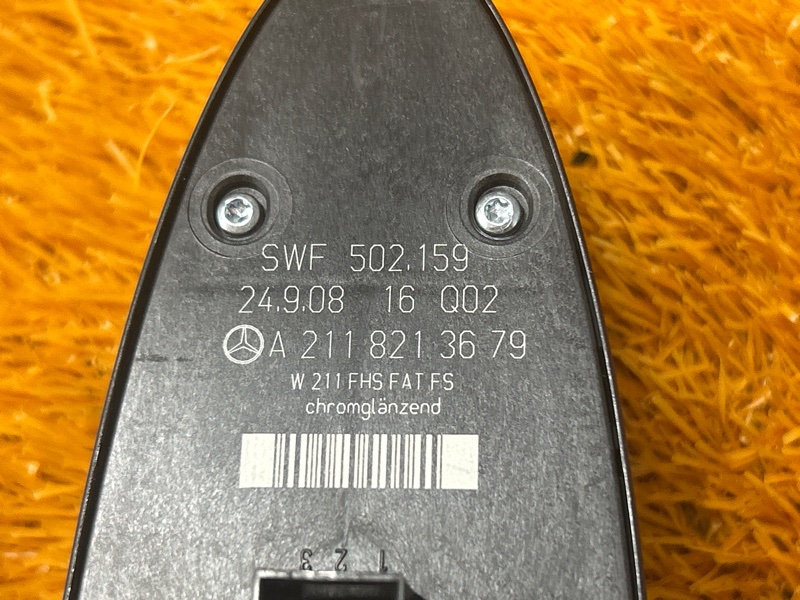 SWF 502.159
24.9.08 16 Q02
A 211 821 36 79
W 211 FHS FAT FS
chromglänzend
3 2 1